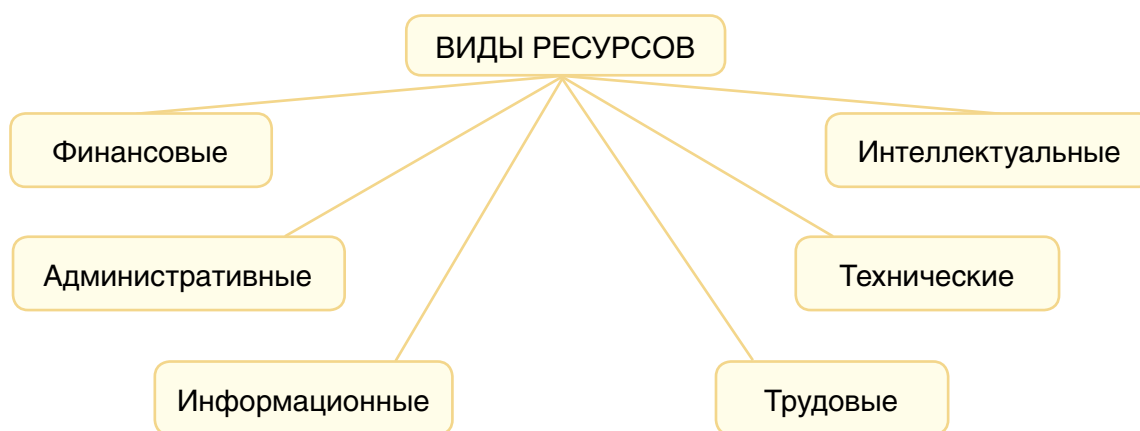 ВИДЫ РЕСУРСОВ
Финансовые
Интеллектуальные
Административные
Технические
Информационные
Трудовые